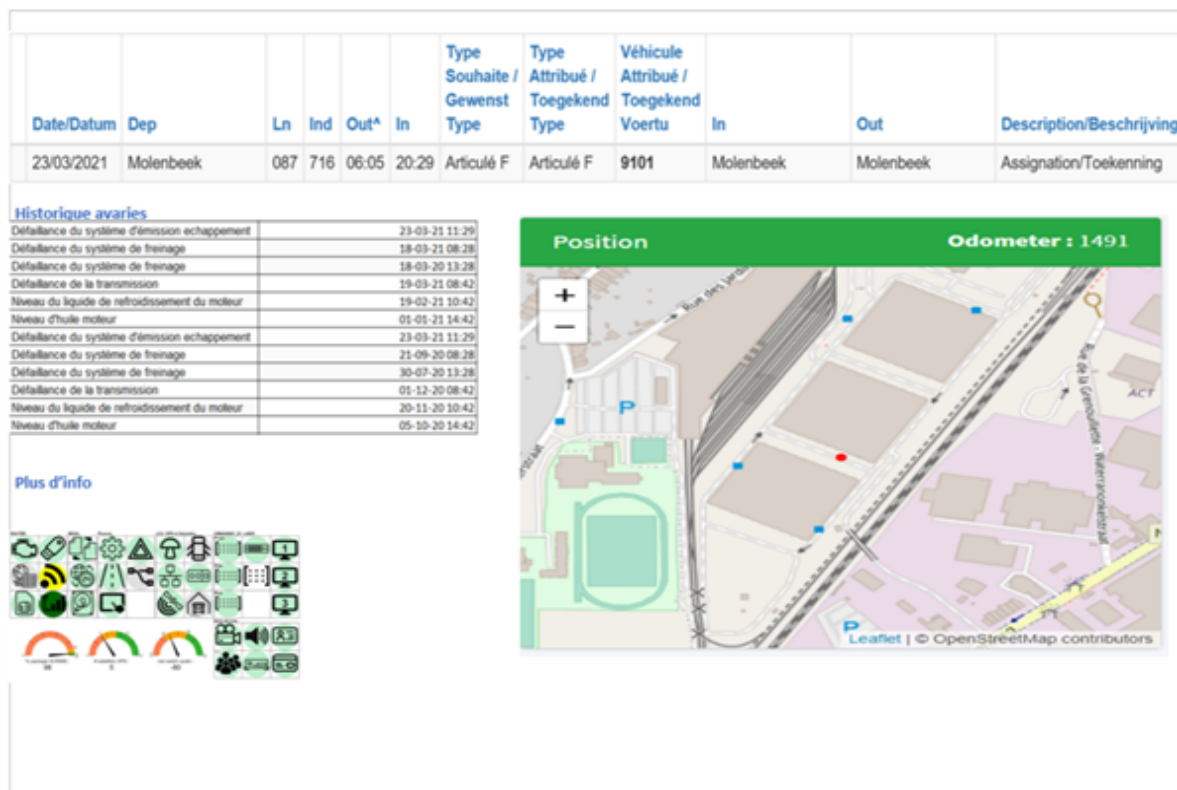 Type Type Véhicule
Souhaite / Attribué / Attribué /
Gewenst Toegekend Toegekend
Date/Datum Dep Ln Ind Out^ In Type Type Voertu In Out Description/Beschrijving
23/03/2021 Molenbeek 087 716 06:05 20:29 Articulé F Articulé F 9101 Molenbeek Molenbeek Assignation/Toekenning
Historique avaries
Défaillance du système d'émission echappement 23-03-21 11:29
Défaillance du système de freinage 18-03-21 08:28
Défaillance du système de freinage 18-03-20 13:28
Défaillance de la transmission 19-03-21 08:42
Niveau du liquide de refroidissement du moteur 19-02-21 10:42
Niveau d'huile moteur 01-01-21 14:42
Défaillance du système d'émission echappement 23-03-21 11:29
Défaillance du système de freinage 21-09-20 08:28
Défaillance du système de freinage 30-07-20 13:28
Défaillance de la transmission 01-12-20 08:42
Niveau du liquide de refroidissement du moteur 20-11-20 10:42
Niveau d'huile moteur 05-10-20 14:42
Position Odometer : 1491
+
−
Rue des
P
Rue de la Grenouillette - Waterranonkelstraat
ACT
P
Leaflet | © OpenStreetMap contributors
Plus d'info
1
2
3
98 5 -60